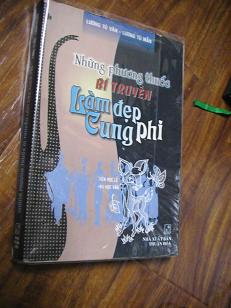 LƯƠNG TÚ VÂN - LƯƠNG TÚ MẪN
Những phương thuốc
BÍ TRUYỀN
Làm đẹp
Cung phi
NHÀ XUẤT BẢN
THUẬN HÓA